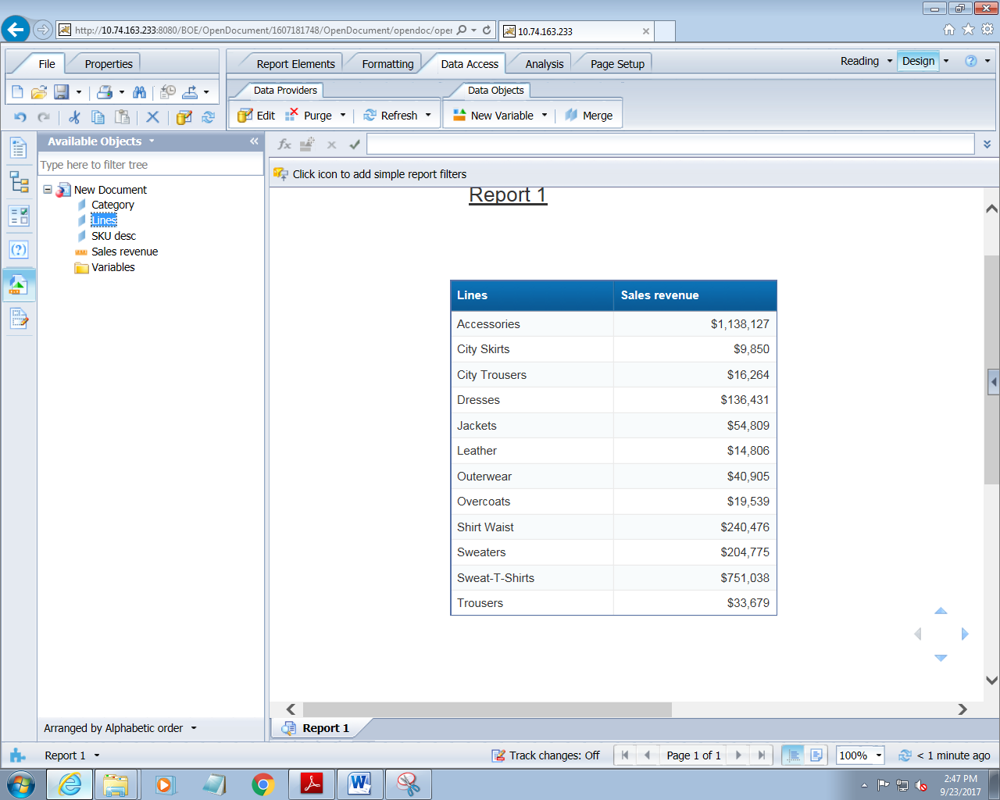 http://10.74.163.233:8080/BOE/OpenDocument/1607181748/OpenDocument/opendoc/oper
10.74.163.233
File
Properties
Report Elements
Formatting
Data Access
Analysis
Page Setup
Reading
Design
Data Providers
Data Objects
Edit
Purge
Refresh
New Variable
Merge
Available Objects
Type here to filter tree
Click icon to add simple report filters
New Document
Category
Lines
SKU desc
Sales revenue
Variables
Report 1
Lines Sales revenue
Accessories $1,138,127
City Skirts $9,850
City Trousers $16,264
Dresses $136,431
Jackets $54,809
Leather $14,806
Outerwear $40,905
Overcoats $19,539
Shirt Waist $240,476
Sweaters $204,775
Sweat-T-Shirts $751,038
Trousers $33,679
Arranged by Alphabetic order
Report 1
Report 1
Track changes: Off
Page 1 of 1
100%
< 1 minute ago
2:47 PM
9/23/2017